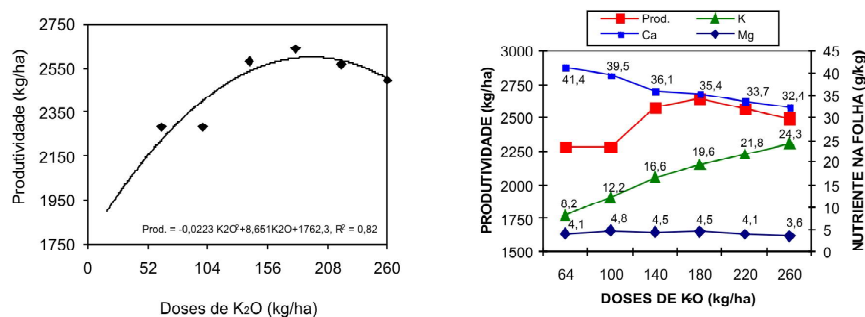 2750
2550
2350
2150
1950
1750
Produtividade (kg/ha)
Prod. = -0,0223 K2O²+8,651K2O+1762,3, R² = 0,82
0 52 104 156 208 260
Doses de K2O (kg/ha)
Prod. K
Ca Mg
PRODUTIVIDADE (kg/ha)
3000
2750
2500
2250
2000
1750
1500
45
40
35
30
25
20
15
10
5
0
NUTRIENTE NA FOLHA (g/kg)
41,4 39,5 36,1 35,4 33,7 32,4
8,2 12,2 16,6 19,6 21,8 24,3
4,1 4,8 4,5 4,5 4,1 3,6
64 100 140 180 220 260
DOSES DE KO (kg/ha)